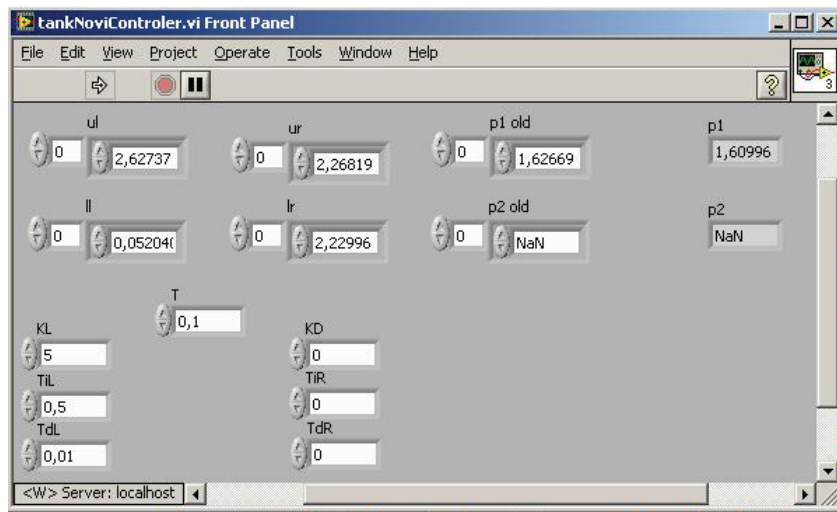 tankNoviControler.vi Front Panel
File Edit View Project Operate Tools Window Help
3
ul ur p1 old p1
0 2,62737 0 2,26819 0 1,62669 1,60996
ll lr p2 old p2
0 0,05204( 0 2,22996 0 NaN NaN
T
0,1
KL KD
5 0
TiL TiR
0,5 0
TdL TdR
0,01 0
<W> Server: localhost